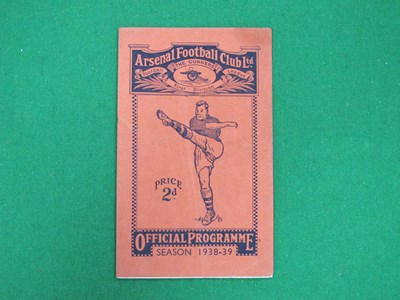 Arsenal Football Club Ltd
"THE GUNNERS"
PRICE
2d.
OFFICIAL PROGRAMME
SEASON 1938-39